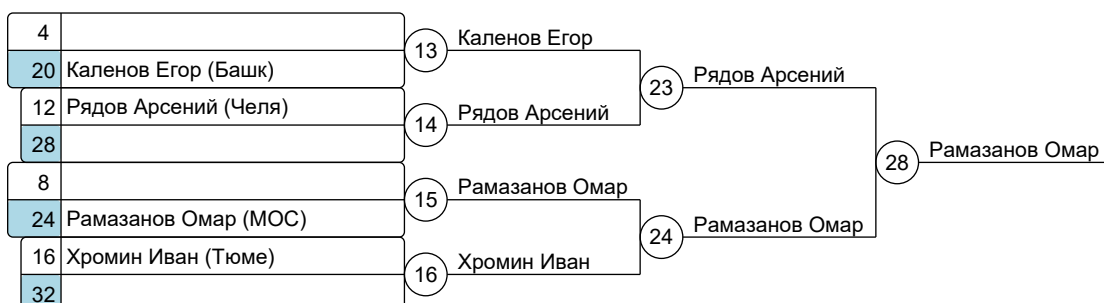 4
20 Каленов Егор (Башк)
12 Рядов Арсений (Челя)
28
8
24 Рамазанов Омар (МОС)
16 Хромин Иван (Тюме)
32
13 Каленов Егор
14 Рядов Арсений
15 Рамазанов Омар
16 Хромин Иван
23 Рядов Арсений
24 Рамазанов Омар
28 Рамазанов Омар